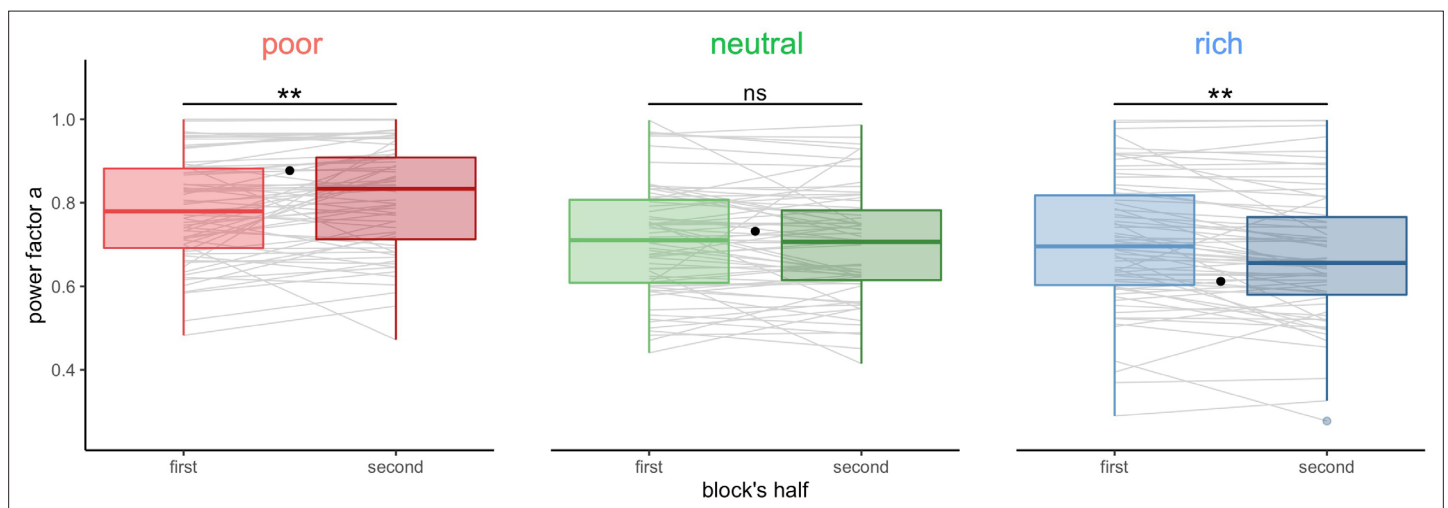 poor neutral rich
** ns **
power factor a
1.0
0.8
0.6
0.4
first second first second first second
block's half